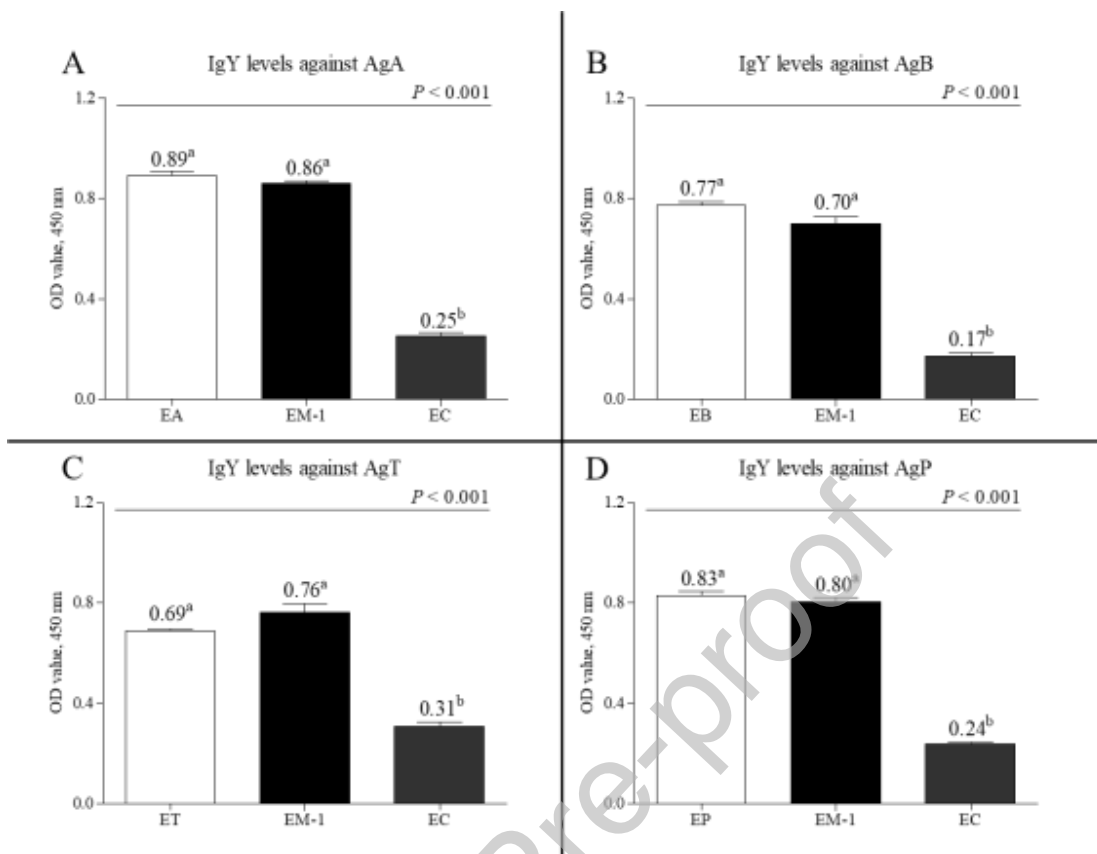 A
IgY levels against AgA
P < 0.001
1.2
0.8
0.4
0.0
OD value, 450 nm
0.89ᵃ
0.86ᵃ
0.25ᵇ
EA
EM-1
EC
B
IgY levels against AgB
P < 0.001
1.2
0.8
0.4
0.0
OD value, 450 nm
0.77ᵃ
0.70ᵃ
0.17ᵇ
EB
EM-1
EC
C
IgY levels against AgT
P < 0.001
1.2
0.8
0.4
0.0
OD value, 450 nm
0.69ᵃ
0.76ᵃ
0.31ᵇ
ET
EM-1
EC
D
IgY levels against AgP
P < 0.001
1.2
0.8
0.4
0.0
OD value, 450 nm
0.83ᵃ
0.80ᵃ
0.24ᵇ
EP
EM-1
EC
Pre-proof